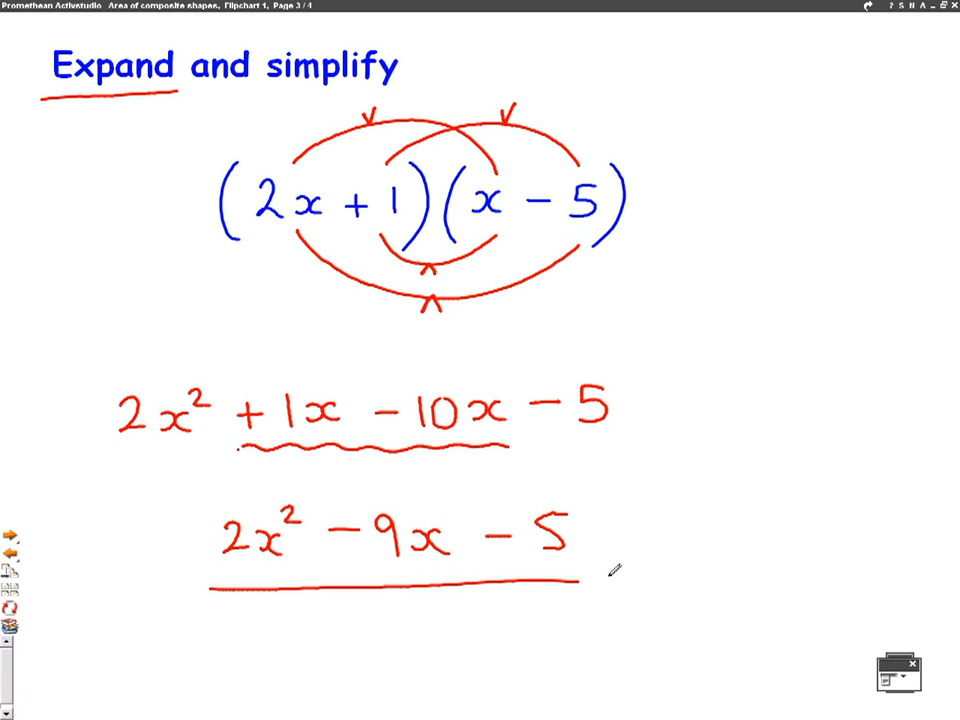 Promethean Activstudio Area of composite shapes, Flipchart 1, Page 3 / 4 ? S N A
Expand and simplify
(2x + 1)(x - 5)
2x² + 1x - 10x - 5
2x² - 9x - 5